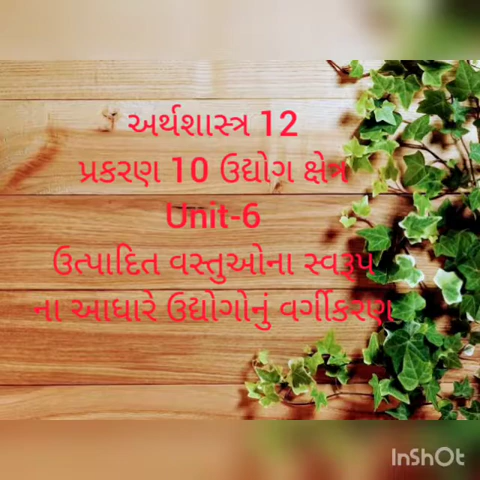 અર્થશાસ્ત્ર 12
પ્રકરણ 10 ઉદ્યોગ ક્ષેત્ર
Unit-6
ઉત્પાદિત વસ્તુઓના સ્વરૂપ
ના આધારે ઉદ્યોગોનું વર્ગીકરણ
InShOt